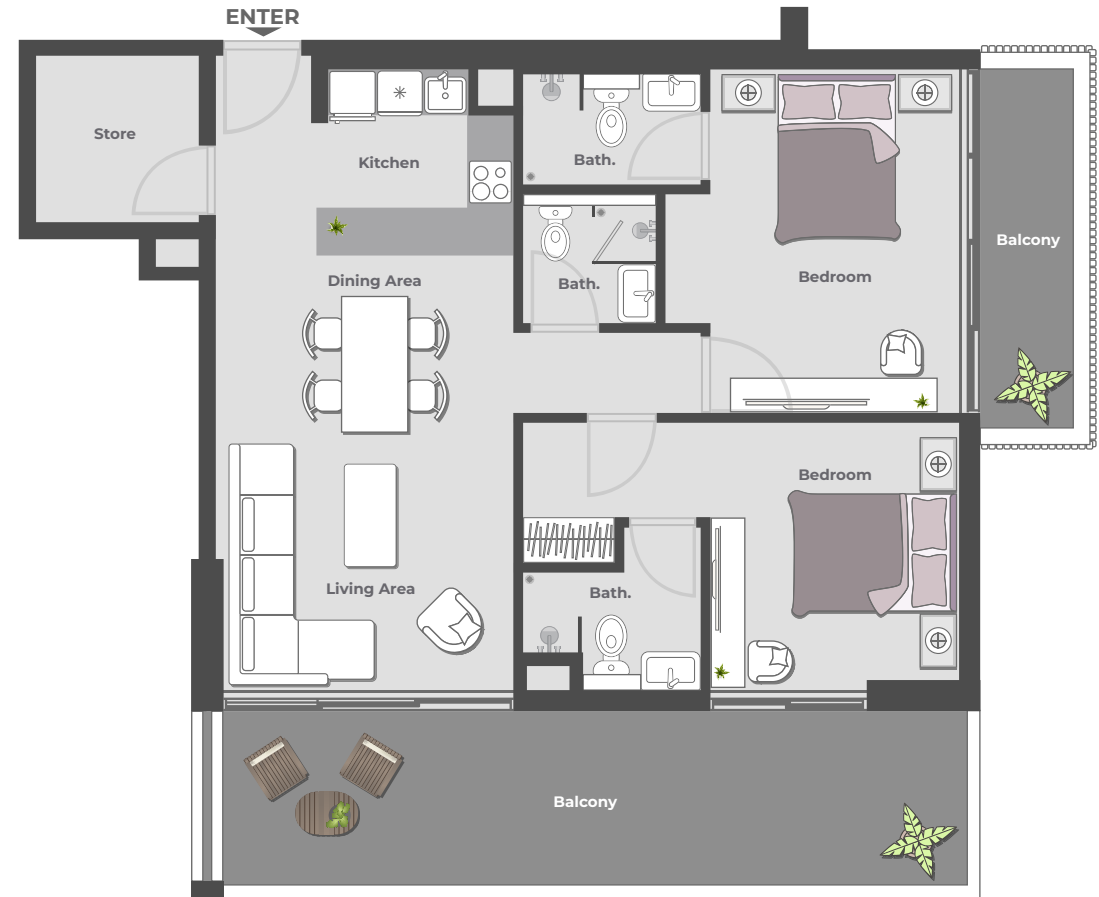 ENTER
Store
Kitchen
Bath.
Balcony
Bedroom
Dining Area
Bath.
Bedroom
Living Area
Bath.
Balcony